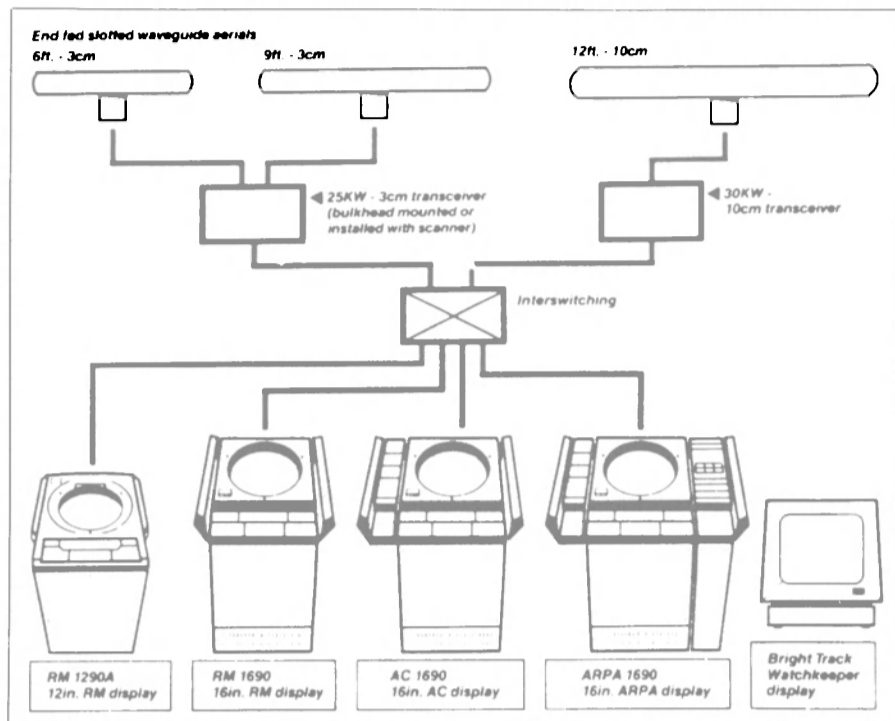 End fed slotted waveguide aerials
6ft. - 3cm
9ft. - 3cm
12ft. - 10cm
25KW - 3cm transceiver
(bulkhead mounted or
installed with scanner)
30KW -
10cm transceiver
Interswitching
RM 1290A
12in. RM display
RM 1690
16in. RM display
AC 1690
16in. AC display
ARPA 1690
16in. ARPA display
Bright Track
Watchkeeper
display